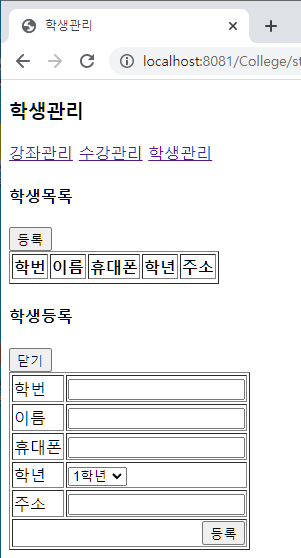 학생관리
localhost:8081/College/st
학생관리
강좌관리 수강관리 학생관리
학생목록
등록
학번 이름 휴대폰 학년 주소
학생등록
닫기
학번
이름
휴대폰
학년 1학년
주소
등록